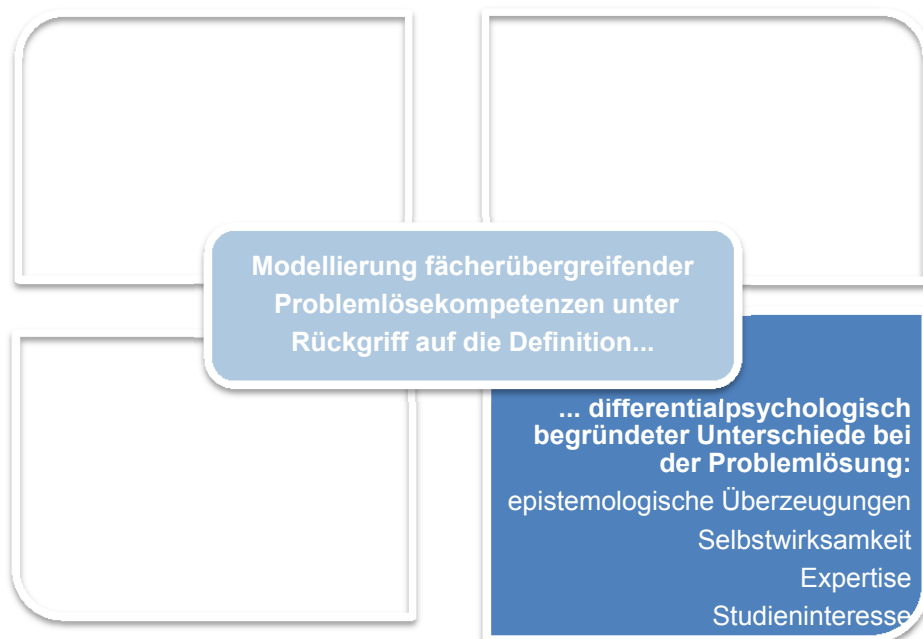 Modellierung fächerübergreifender
Problemlösekompetenzen unter
Rückgriff auf die Definition...
... differentialpsychologisch
begründeter Unterschiede bei
der Problemlösung:
epistemologische Überzeugungen
Selbstwirksamkeit
Expertise
Studieninteresse